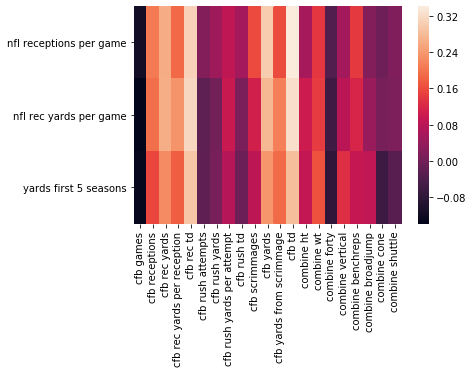 nfl receptions per game
nfl rec yards per game
yards first 5 seasons
cfb games
cfb receptions
cfb rec yards
cfb rec yards per reception
cfb rec td
cfb rush attempts
cfb rush yards
cfb rush yards per attempt
cfb rush td
cfb scrimmages
cfb yards
cfb yards from scrimmage
cfb td
combine ht
combine wt
combine forty
combine vertical
combine benchreps
combine broadjump
combine cone
combine shuttle
0.32
0.24
0.16
0.08
0.00
−0.08